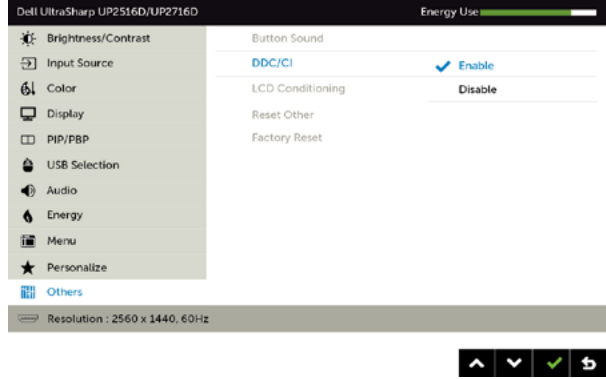 Dell UltraSharp UP2516D/UP2716D Energy Use
Brightness/Contrast Button Sound
Input Source DDC/CI Enable
Color LCD Conditioning Disable
Display Reset Other
PIP/PBP Factory Reset
USB Selection
Audio
Energy
Menu
Personalize
Others
Resolution : 2560 x 1440, 60Hz